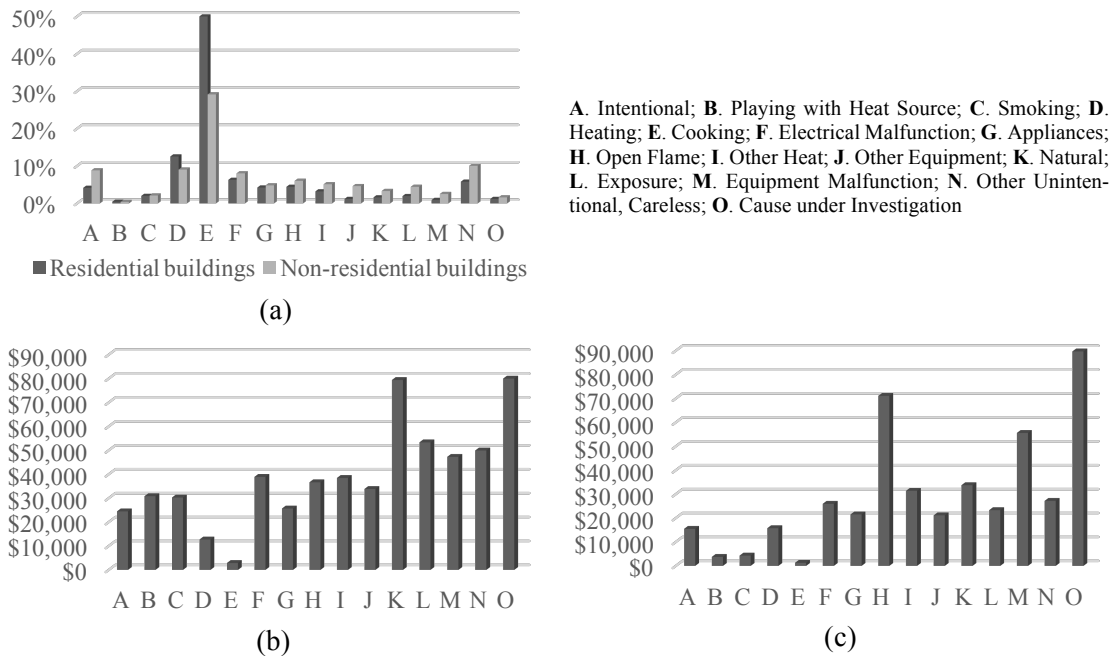 50%
40%
30%
20%
10%
0%
A B C D E F G H I J K L M N O
Residential buildings Non-residential buildings
(a)
A. Intentional; B. Playing with Heat Source; C. Smoking; D.
Heating; E. Cooking; F. Electrical Malfunction; G. Appliances;
H. Open Flame; I. Other Heat; J. Other Equipment; K. Natural;
L. Exposure; M. Equipment Malfunction; N. Other Uninten-
tional, Careless; O. Cause under Investigation
$90,000
$80,000
$70,000
$60,000
$50,000
$40,000
$30,000
$20,000
$10,000
$0
A B C D E F G H I J K L M N O
(b)
$90,000
$80,000
$70,000
$60,000
$50,000
$40,000
$30,000
$20,000
$10,000
$0
A B C D E F G H I J K L M N O
(c)